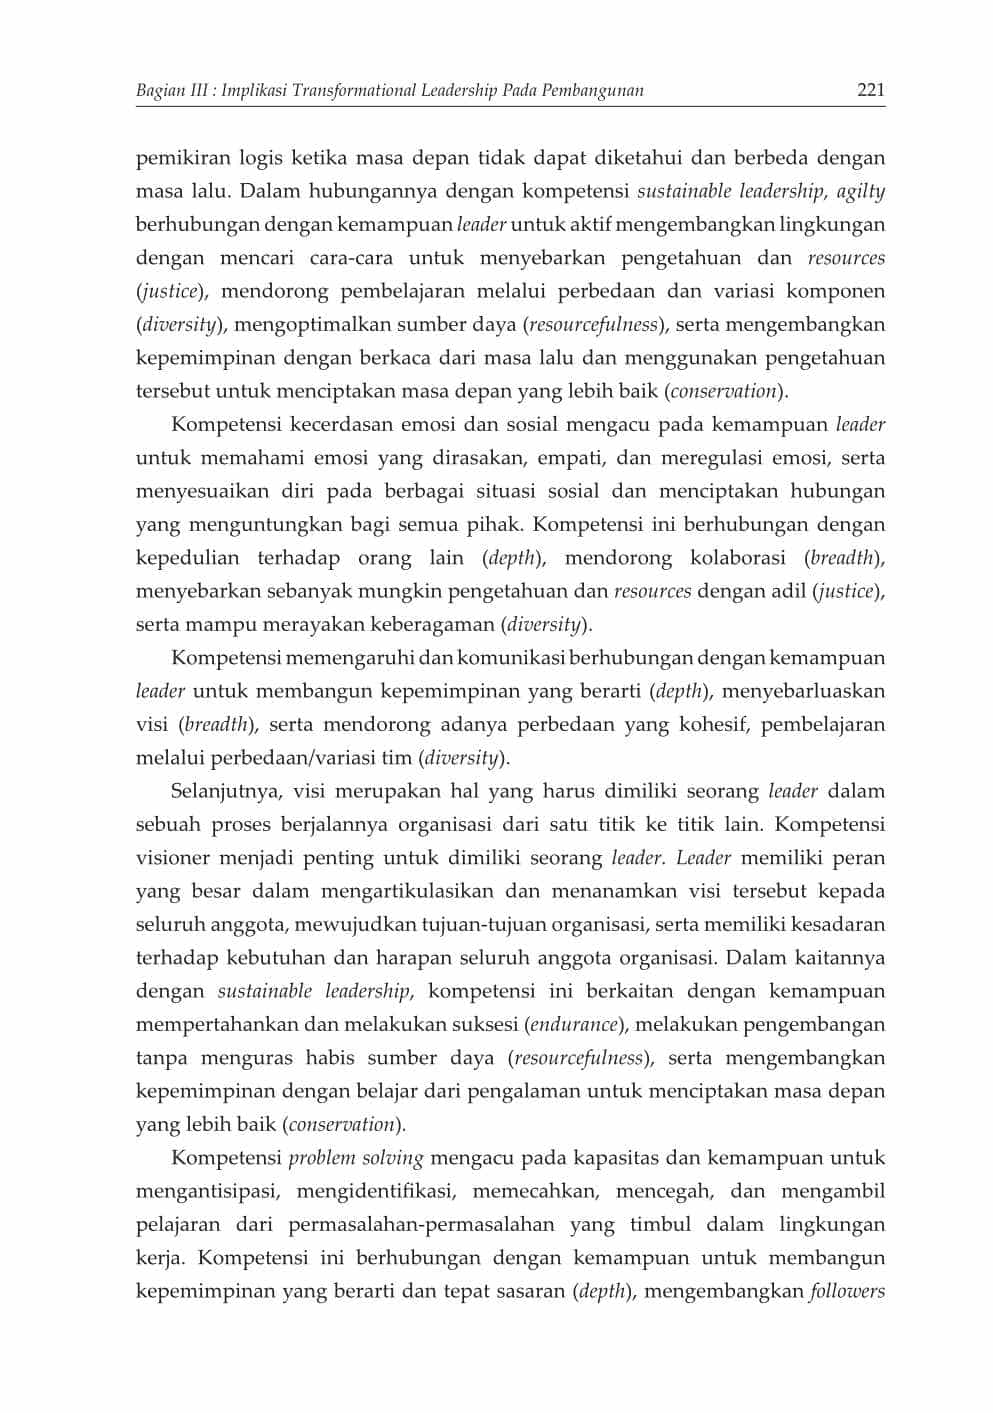 Bagian III : Implikasi Transformational Leadership Pada Pembangunan 221
pemikiran logis ketika masa depan tidak dapat diketahui dan berbeda dengan
masa lalu. Dalam hubungannya dengan kompetensi sustainable leadership, agilty
berhubungan dengan kemampuan leader untuk aktif mengembangkan lingkungan
dengan mencari cara-cara untuk menyebarkan pengetahuan dan resources
(justice), mendorong pembelajaran melalui perbedaan dan variasi komponen
(diversity), mengoptimalkan sumber daya (resourcefulness), serta mengembangkan
kepemimpinan dengan berkaca dari masa lalu dan menggunakan pengetahuan
tersebut untuk menciptakan masa depan yang lebih baik (conservation).
Kompetensi kecerdasan emosi dan sosial mengacu pada kemampuan leader
untuk memahami emosi yang dirasakan, empati, dan meregulasi emosi, serta
menyesuaikan diri pada berbagai situasi sosial dan menciptakan hubungan
yang menguntungkan bagi semua pihak. Kompetensi ini berhubungan dengan
kepedulian terhadap orang lain (depth), mendorong kolaborasi (breadth),
menyebarkan sebanyak mungkin pengetahuan dan resources dengan adil (justice),
serta mampu merayakan keberagaman (diversity).
Kompetensi memengaruhi dan komunikasi berhubungan dengan kemampuan
leader untuk membangun kepemimpinan yang berarti (depth), menyebarluaskan
visi (breadth), serta mendorong adanya perbedaan yang kohesif, pembelajaran
melalui perbedaan/variasi tim (diversity).
Selanjutnya, visi merupakan hal yang harus dimiliki seorang leader dalam
sebuah proses berjalannya organisasi dari satu titik ke titik lain. Kompetensi
visioner menjadi penting untuk dimiliki seorang leader. Leader memiliki peran
yang besar dalam mengartikulasikan dan menanamkan visi tersebut kepada
seluruh anggota, mewujudkan tujuan-tujuan organisasi, serta memiliki kesadaran
terhadap kebutuhan dan harapan seluruh anggota organisasi. Dalam kaitannya
dengan sustainable leadership, kompetensi ini berkaitan dengan kemampuan
mempertahankan dan melakukan suksesi (endurance), melakukan pengembangan
tanpa menguras habis sumber daya (resourcefulness), serta mengembangkan
kepemimpinan dengan belajar dari pengalaman untuk menciptakan masa depan
yang lebih baik (conservation).
Kompetensi problem solving mengacu pada kapasitas dan kemampuan untuk
mengantisipasi, mengidentifikasi, memecahkan, mencegah, dan mengambil
pelajaran dari permasalahan-permasalahan yang timbul dalam lingkungan
kerja. Kompetensi ini berhubungan dengan kemampuan untuk membangun
kepemimpinan yang berarti dan tepat sasaran (depth), mengembangkan followers